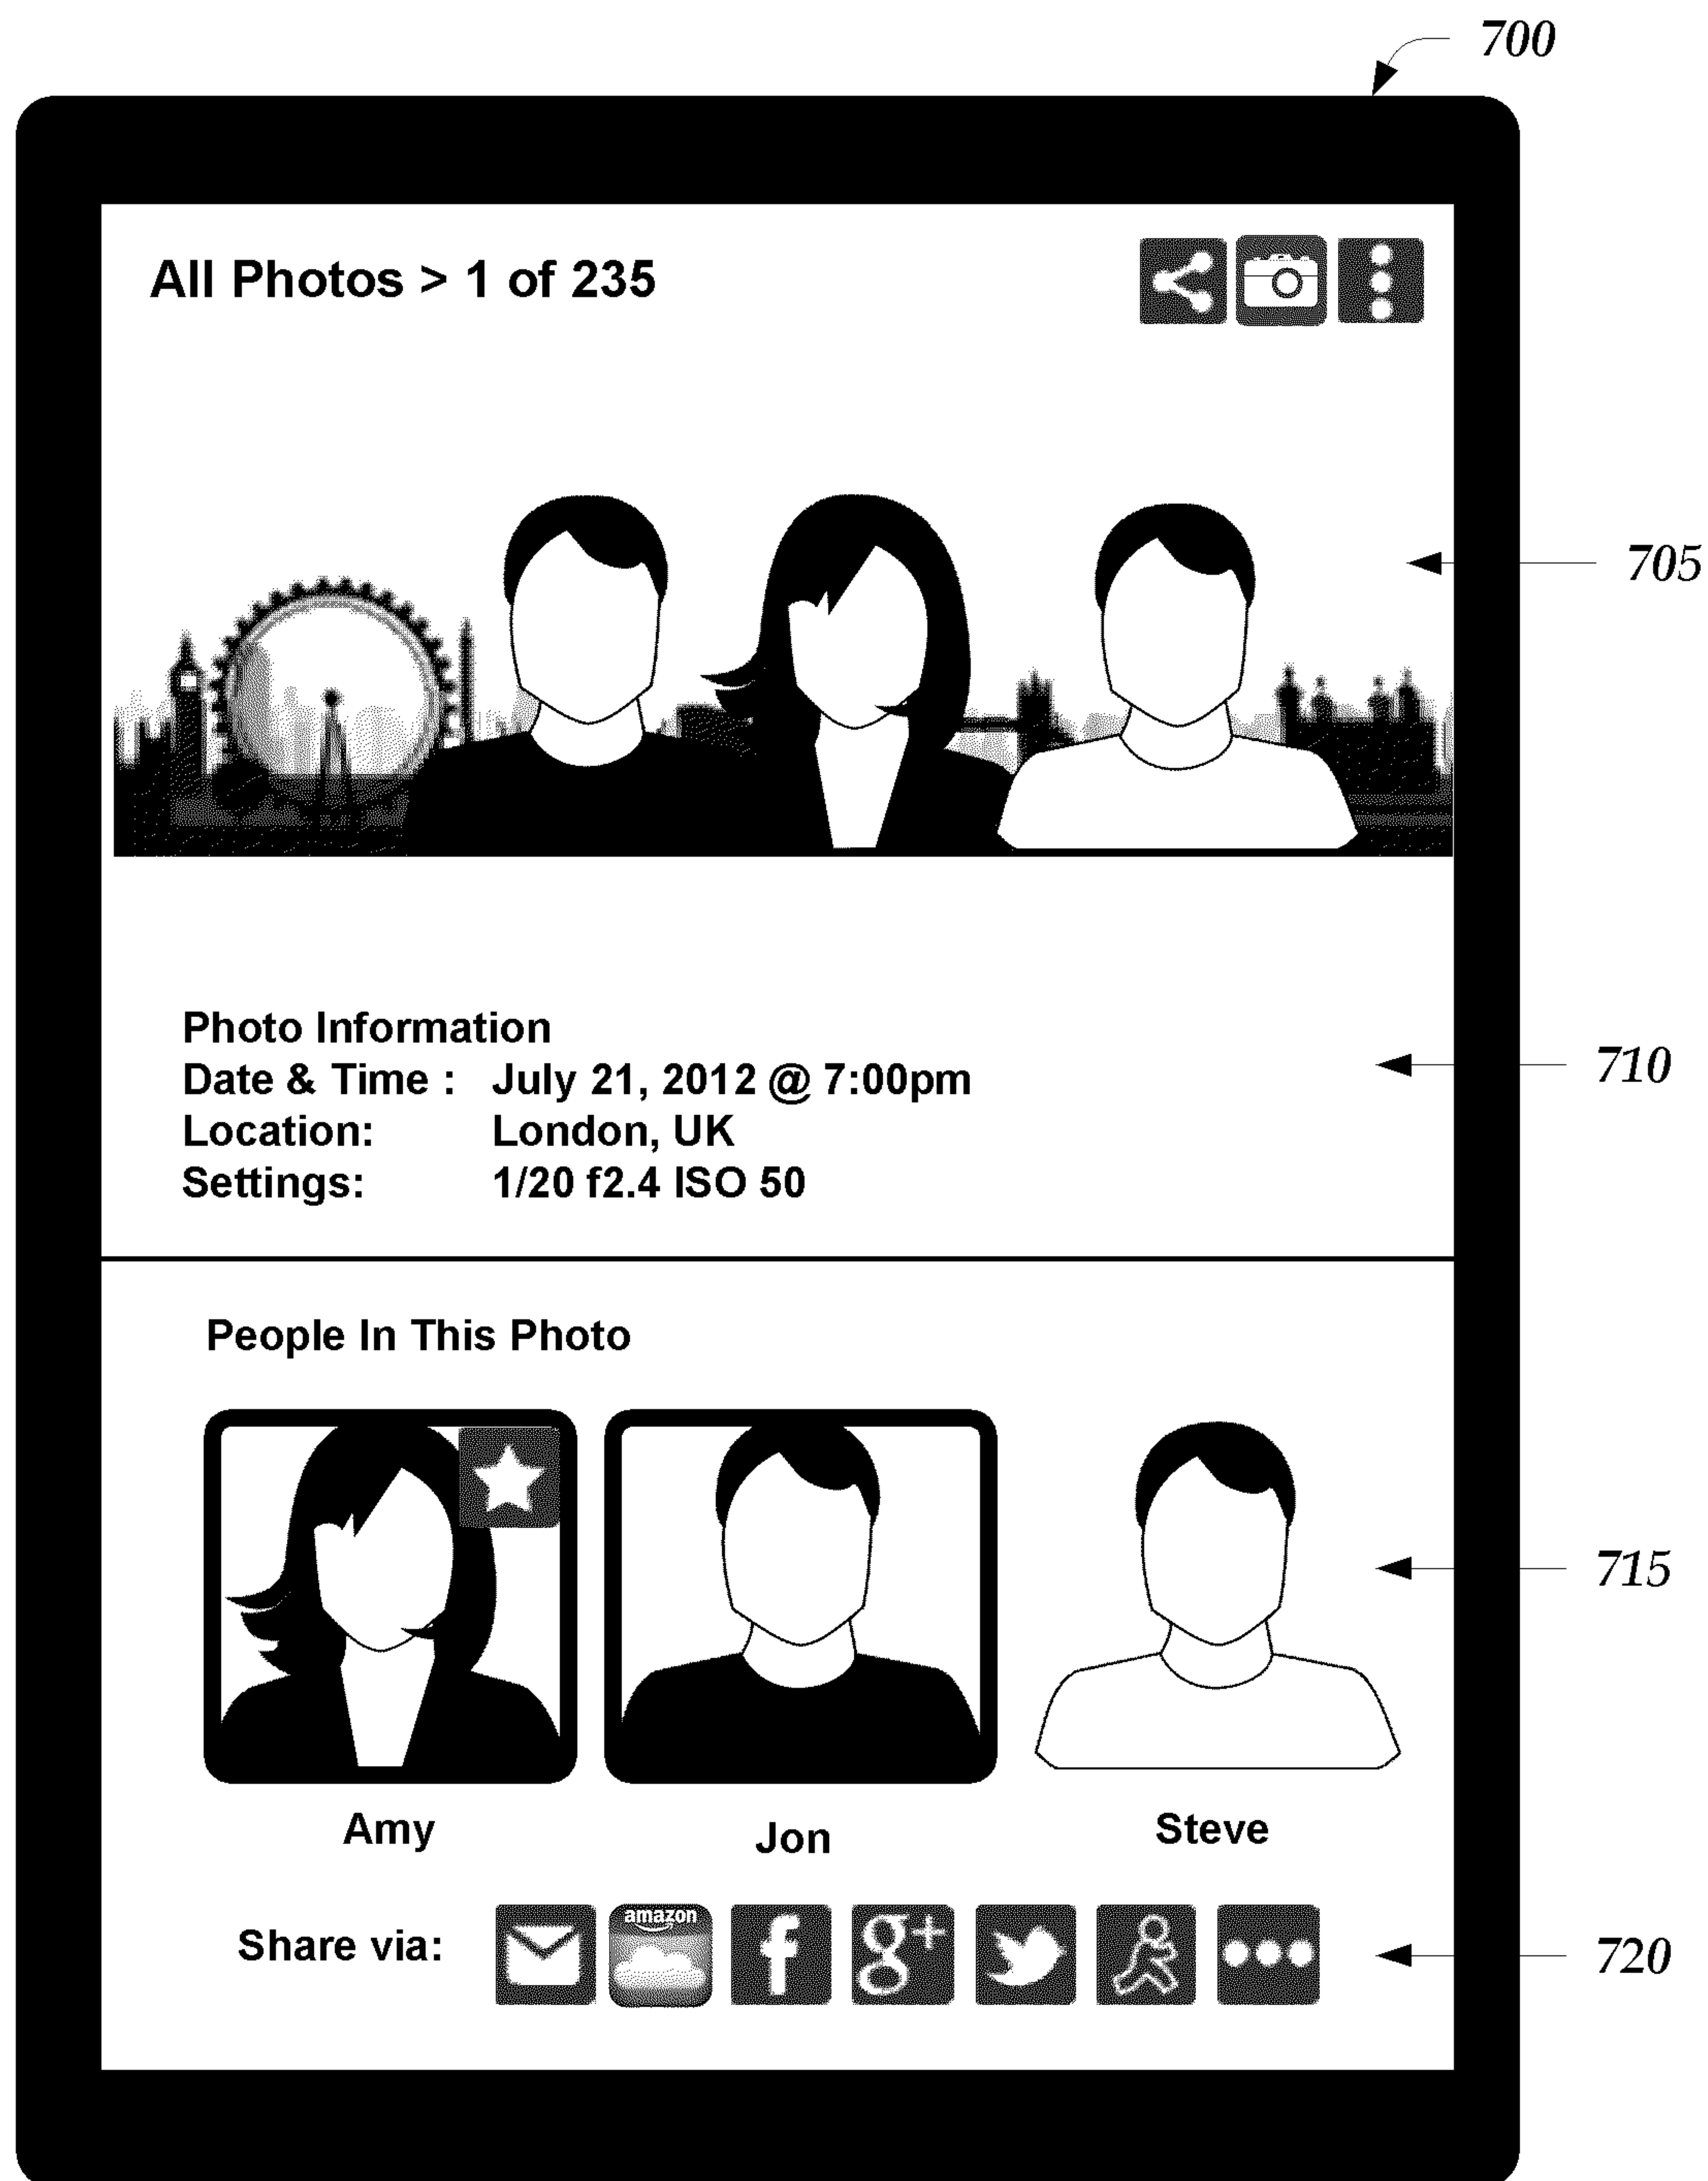 700
All Photos > 1 of 235
705
Photo Information
710
Date & Time : July 21, 2012 @ 7:00pm
Location: London, UK
Settings: 1/20 f2.4 ISO 50
People In This Photo
715
Amy Jon Steve
amazon
Share via: f g+
720